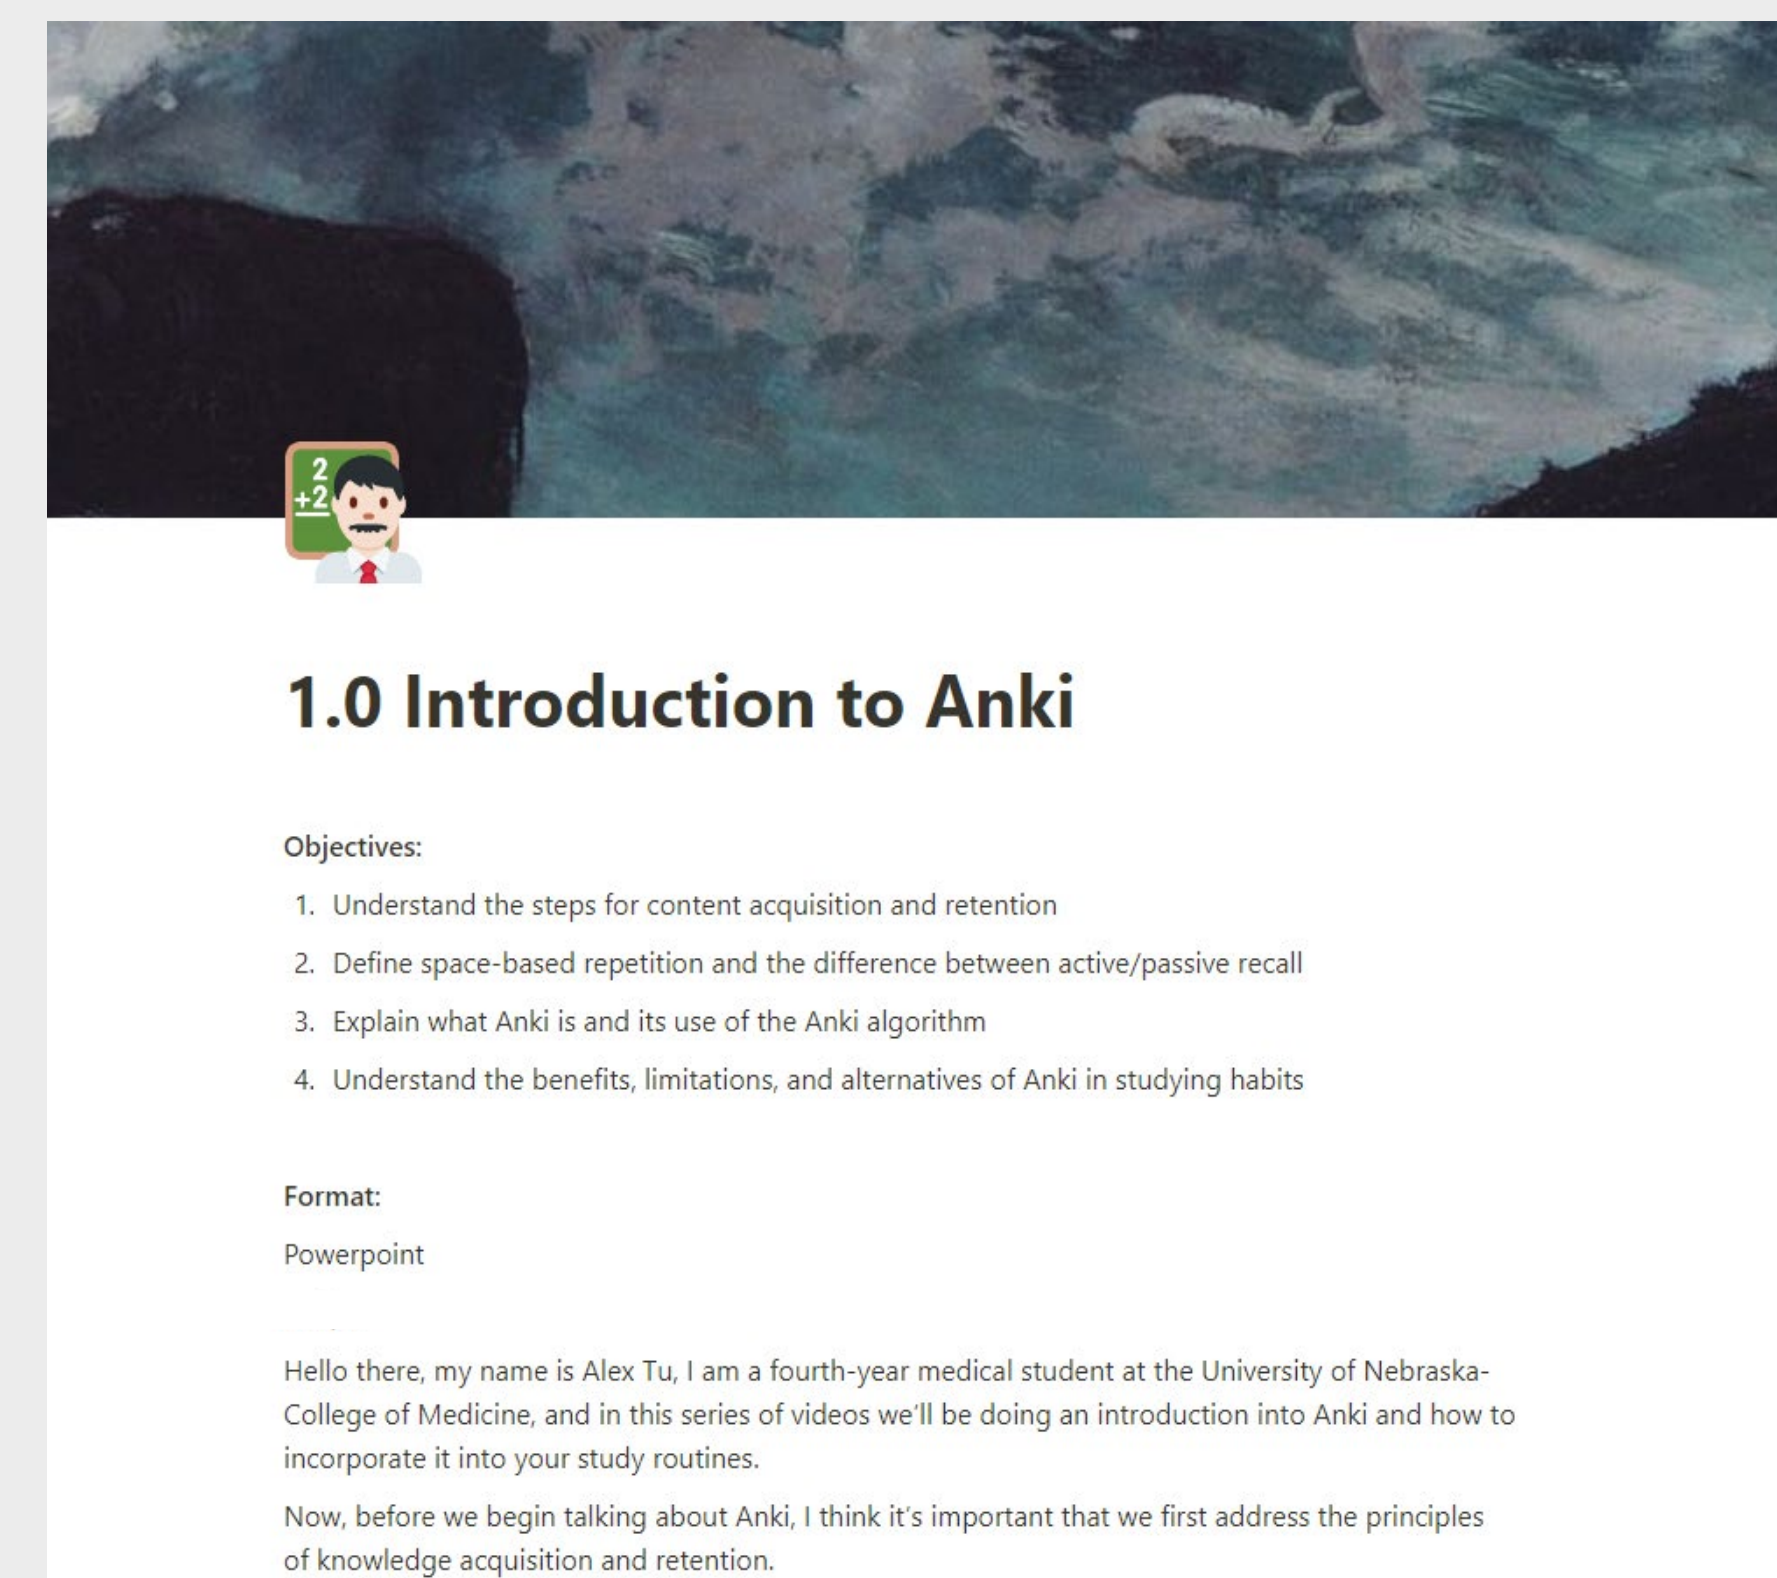 2
+2
1.0 Introduction to Anki
Objectives:
1. Understand the steps for content acquisition and retention
2. Define space-based repetition and the difference between active/passive recall
3. Explain what Anki is and its use of the Anki algorithm
4. Understand the benefits, limitations, and alternatives of Anki in studying habits
Format:
Powerpoint
Hello there, my name is Alex Tu, I am a fourth-year medical student at the University of Nebraska-
College of Medicine, and in this series of videos we'll be doing an introduction into Anki and how to
incorporate it into your study routines.
Now, before we begin talking about Anki, I think it's important that we first address the principles
of knowledge acquisition and retention.